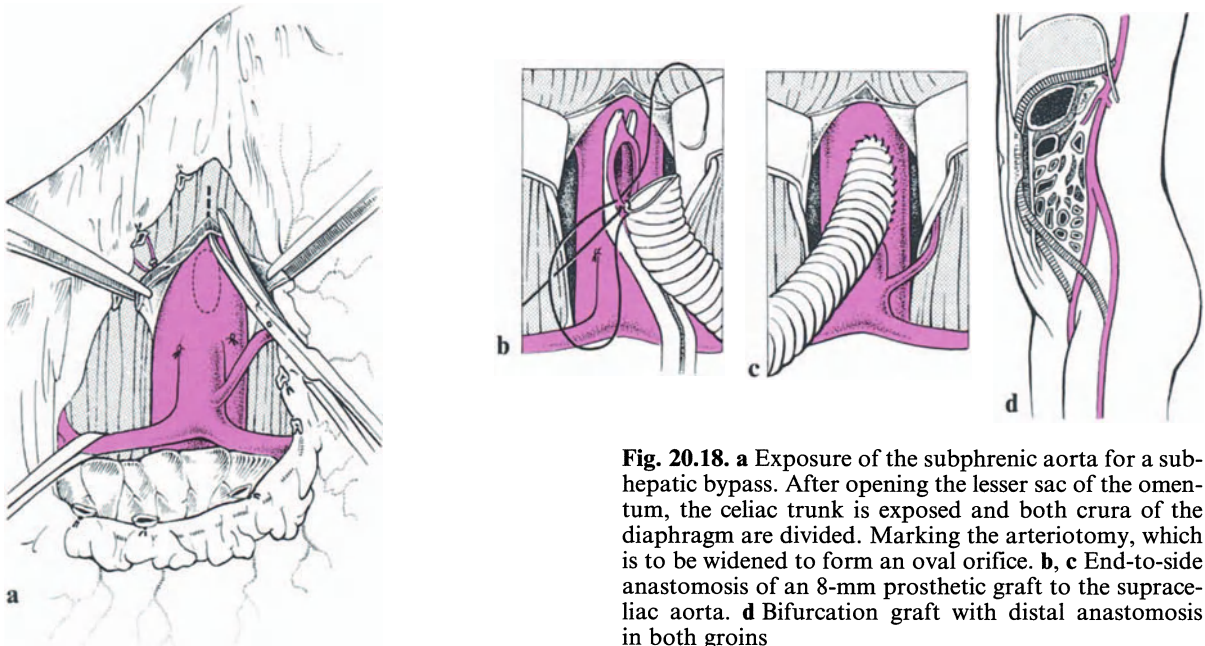 a
b
c
d
Fig. 20.18. a Exposure of the subphrenic aorta for a sub-
hepatic bypass. After opening the lesser sac of the omen-
tum, the celiac trunk is exposed and both crura of the
diaphragm are divided. Marking the arteriotomy, which
is to be widened to form an oval orifice. b, c End-to-side
anastomosis of an 8-mm prosthetic graft to the suprace-
liac aorta. d Bifurcation graft with distal anastomosis
in both groins